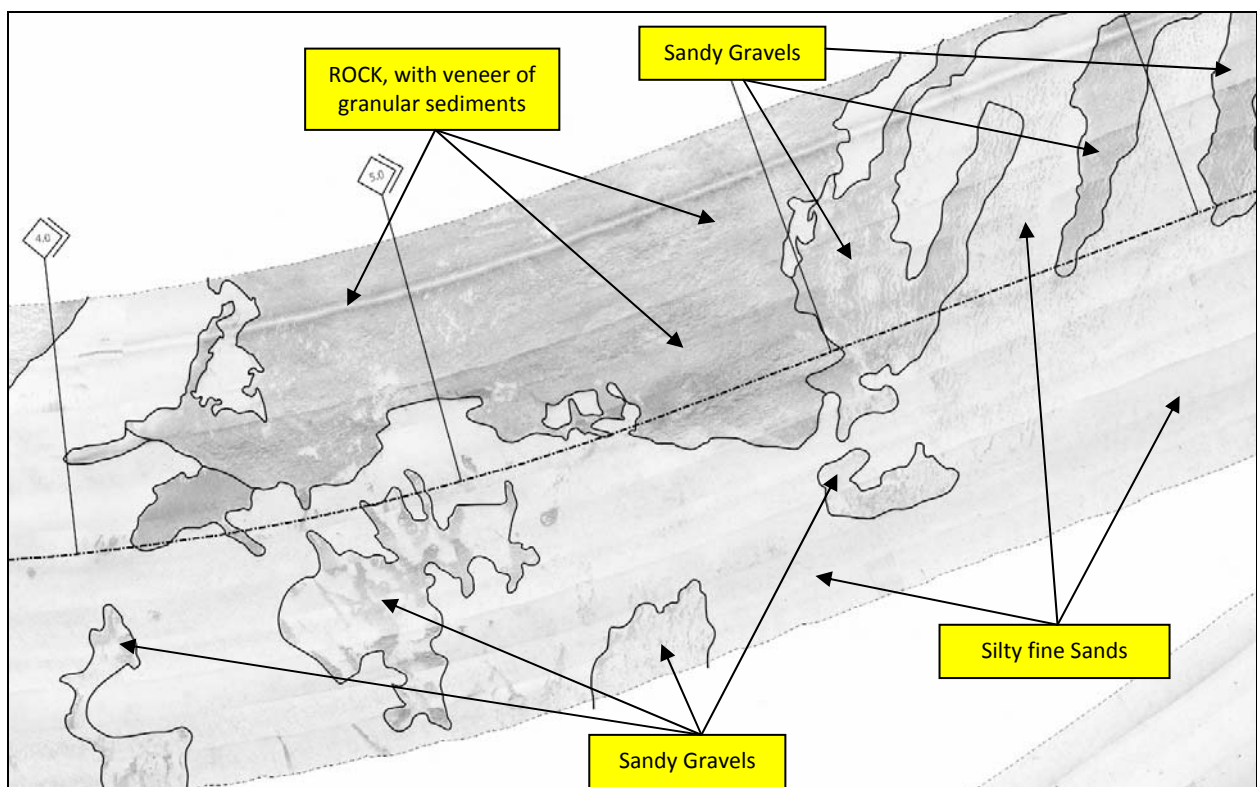 ROCK, with veneer of
granular sediments
Sandy Gravels
5.0
4.0
Silty fine Sands
Sandy Gravels